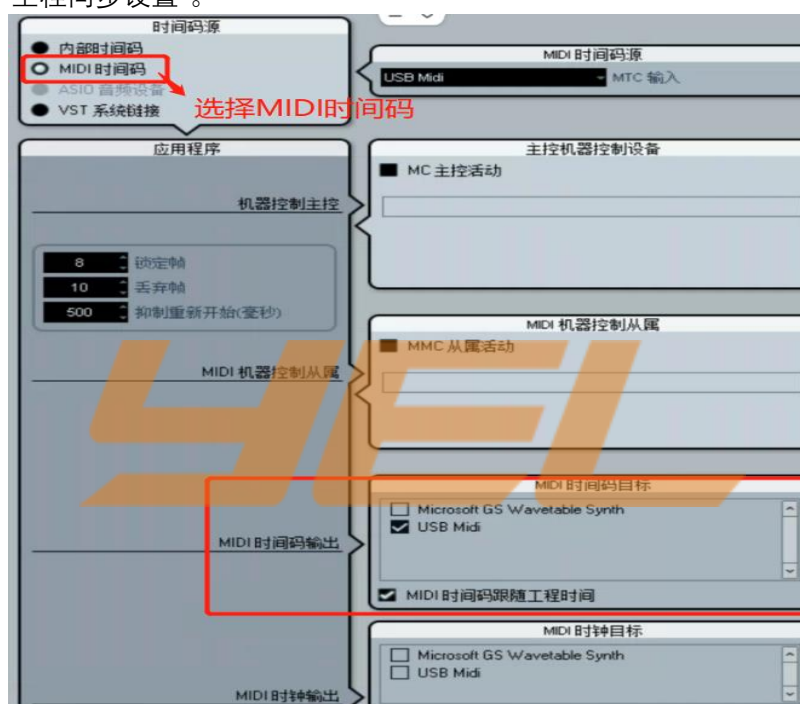 工程同步设置"。
时间码源
内部时间码
MIDI 时间码
ASIO 音频设备
VST 系统链接
选择MIDI时间码
MIDI 时间码源
USB Midi
MTC 输入
应用程序
机器控制主控
8 锁定帧
10 丢弃帧
500 抑制重新开始(毫秒)
MIDI 机器控制从属
MIDI 时间码输出
MIDI 时钟输出
主控机器控制设备
MC 主控活动
MIDI 机器控制从属
MMC 从属活动
MIDI 时间码目标
Microsoft GS Wavetable Synth
USB Midi
MIDI 时间码跟随工程时间
MIDI 时钟目标
Microsoft GS Wavetable Synth
USB Midi
YFL